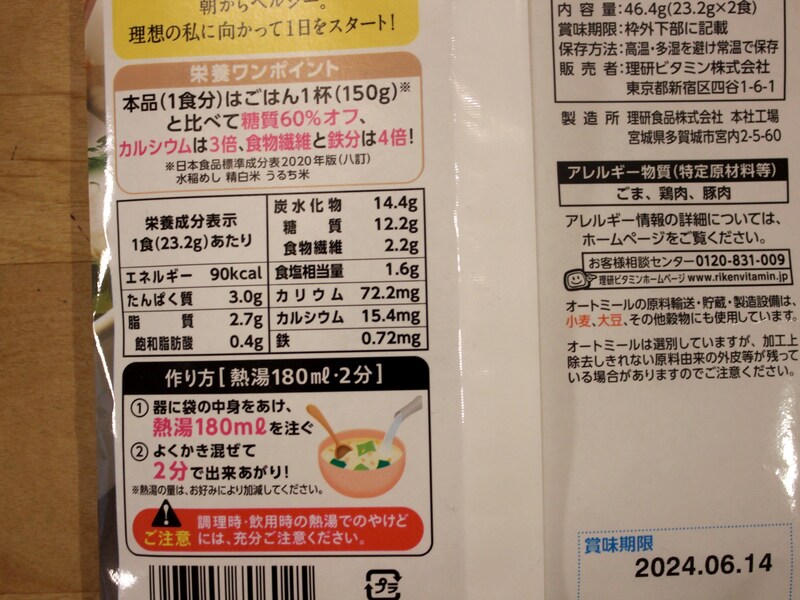 朝からヘルシー。
理想の私に向かって1日をスタート!
栄養ワンポイント
本品(1食分)はごはん1杯(150g)※
と比べて糖質60%オフ、
カルシウムは3倍、食物繊維と鉄分は4倍!
※日本食品標準成分表2020年版(八訂)
水稲めし 精白米 うるち米
栄養成分表示
1食(23.2g)あたり
エネルギー 90kcal
たんぱく質 3.0g
脂質 2.7g
飽和脂肪酸 0.4g
炭水化物 14.4g
糖質 12.2g
食物繊維 2.2g
食塩相当量 1.6g
カリウム 72.2mg
カルシウム 15.4mg
鉄 0.72mg
作り方[熱湯180ml・2分]
① 器に袋の中身をあけ、
熱湯180mlを注ぐ
② よくかき混ぜて
2分で出来あがり!
※熱湯の量は、お好みにより加減してください。
ご注意
調理時・飲用時の熱湯でのやけど
には、充分ご注意ください。
プラ
内容量:46.4g(23.2g×2食)
賞味期限:枠外下部に記載
保存方法:高温・多湿を避け常温で保存
販売者:理研ビタミン株式会社
東京都新宿区四谷1-6-1
製造所 理研食品株式会社 本社工場
宮城県多賀城市宮内2-5-60
アレルギー物質(特定原材料等)
ごま、鶏肉、豚肉
アレルギー情報の詳細については、
ホームページをご覧ください。
お客様相談センター0120-831-009
理研ビタミンホームページ www.rikenvitamin.jp
オートミールの原料輸送・貯蔵・製造設備は、
小麦、大豆、その他穀物にも使用しています。
オートミールは選別していますが、加工上
除去しきれない原料由来の外皮等が残って
いる場合がありますのでご注意ください。
賞味期限
2024.06.14